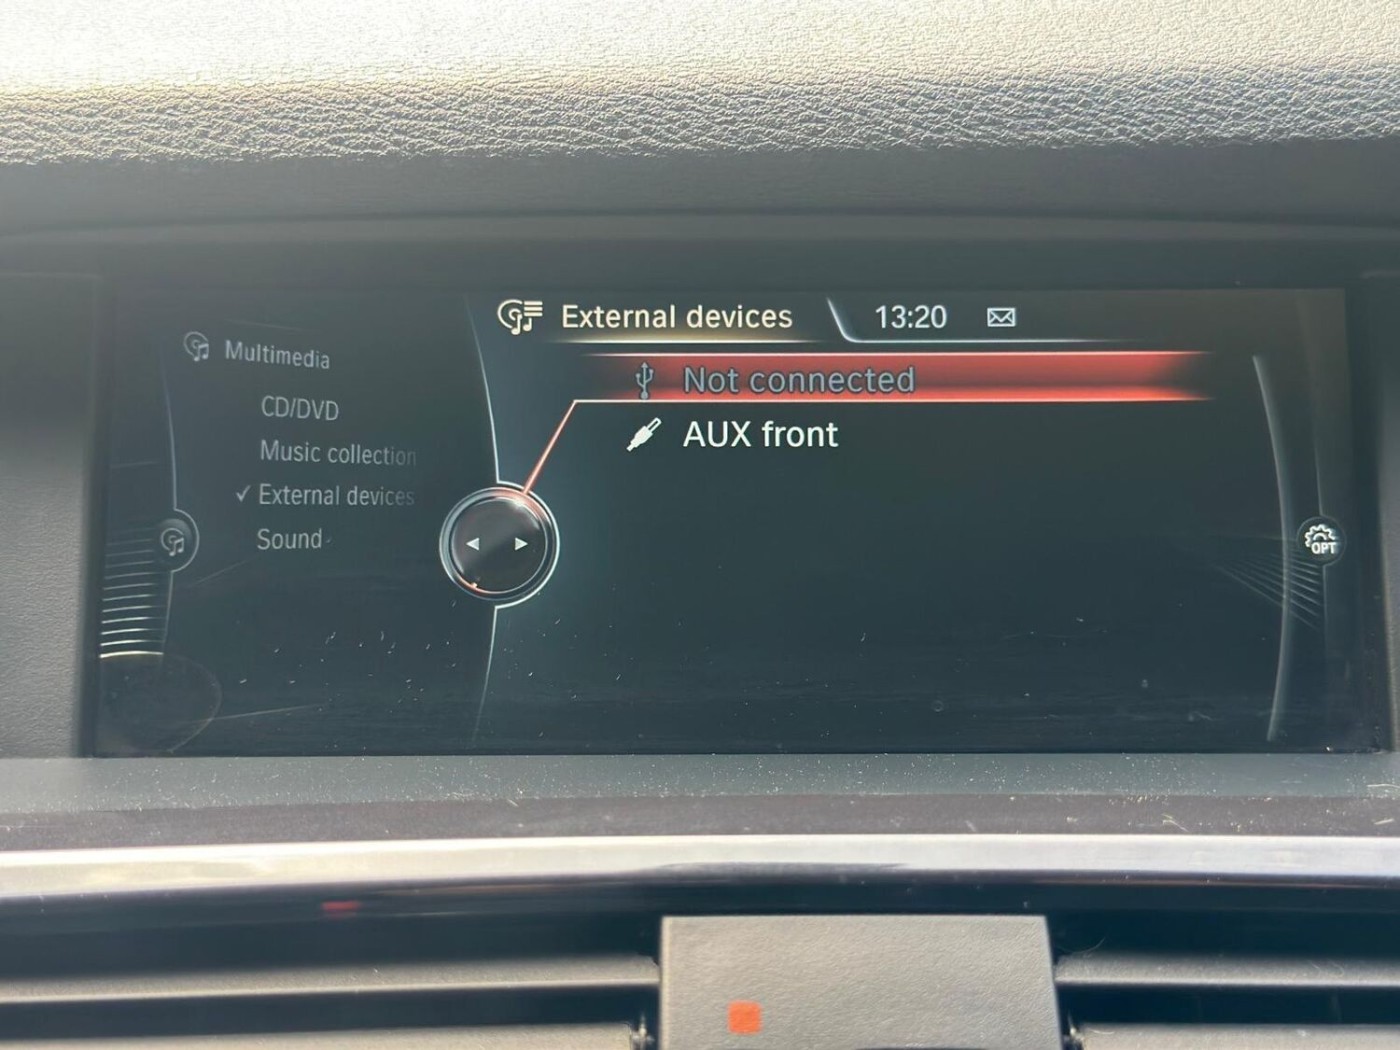 External devices
13:20
Multimedia
CD/DVD
Music collection
External devices
Sound
Not connected
AUX front
OPT